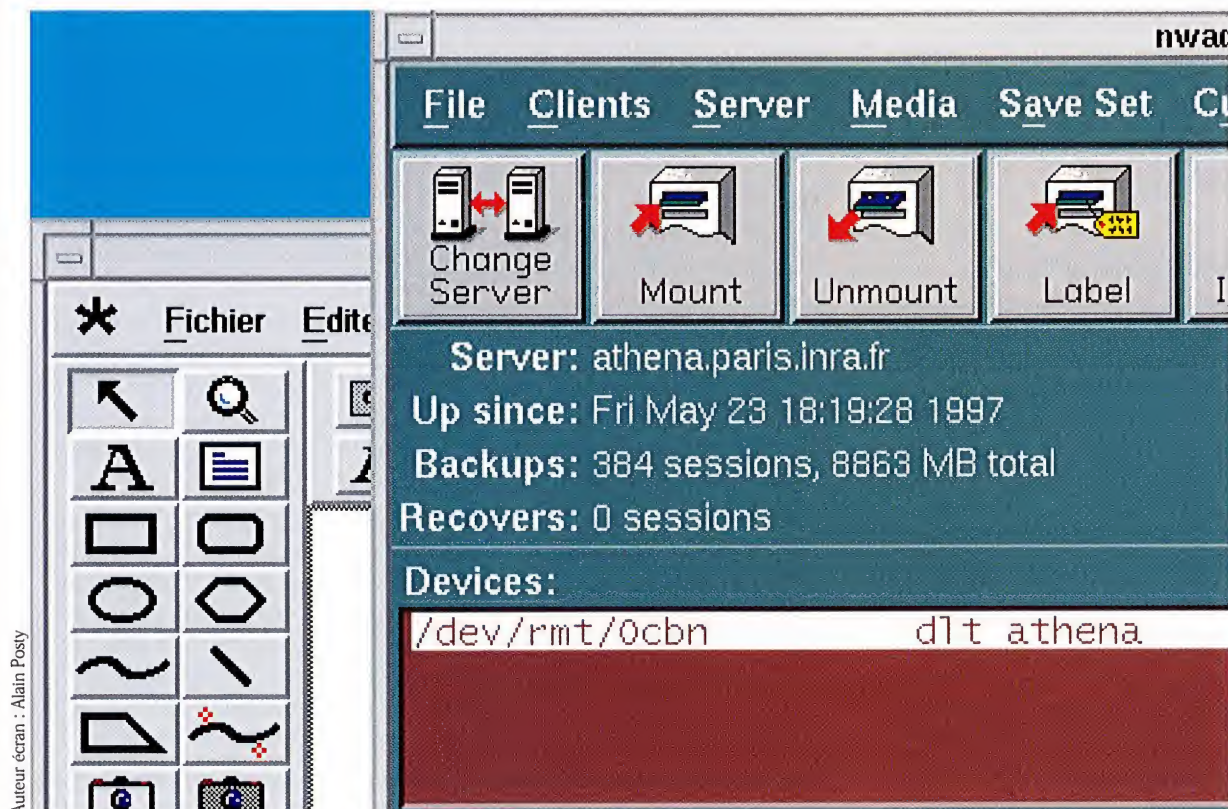 nwad
File Clients Server Media Save Set Cu
Change
Server
Mount
Unmount
Label
I
Fichier Edite
A
Server: athena.paris.inra.fr
Up since: Fri May 23 18:19:28 1997
Backups: 384 sessions, 8863 MB total
Recovers: 0 sessions
Devices:
/dev/rmt/0cbn dlt athena
Auteur écran : Alain Posty